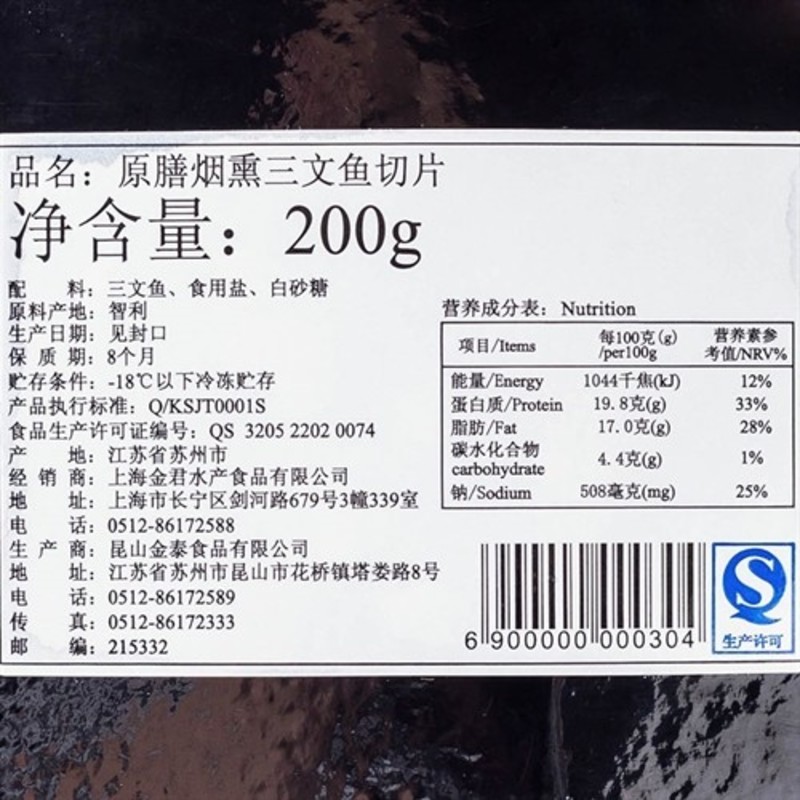 品名：原膳烟熏三文鱼切片
净含量：200g
配 料：三文鱼、食用盐、白砂糖
原料产地：智利
生产日期：见封口
保 质 期：8个月
贮存条件：-18℃以下冷冻贮存
产品执行标准：Q/KSJT0001S
食品生产许可证编号：QS 3205 2202 0074
产 地：江苏省苏州市
经 销 商：上海金君水产食品有限公司
地 址：上海市长宁区剑河路679号3幢339室
电 话：0512-86172588
生 产 商：昆山金泰食品有限公司
地 址：江苏省苏州市昆山市花桥镇塔娄路8号
电 话：0512-86172589
传 真：0512-86172333
邮 编：215332
营养成分表：Nutrition
项目/Items 每100克(g)/per100g 营养素参考值/NRV%
能量/Energy 1044千焦(kJ) 12%
蛋白质/Protein 19.8克(g) 33%
脂肪/Fat 17.0克(g) 28%
碳水化合物
carbohydrate 4.4克(g) 1%
钠/Sodium 508毫克(mg) 25%
6 900000 000304
生产许可